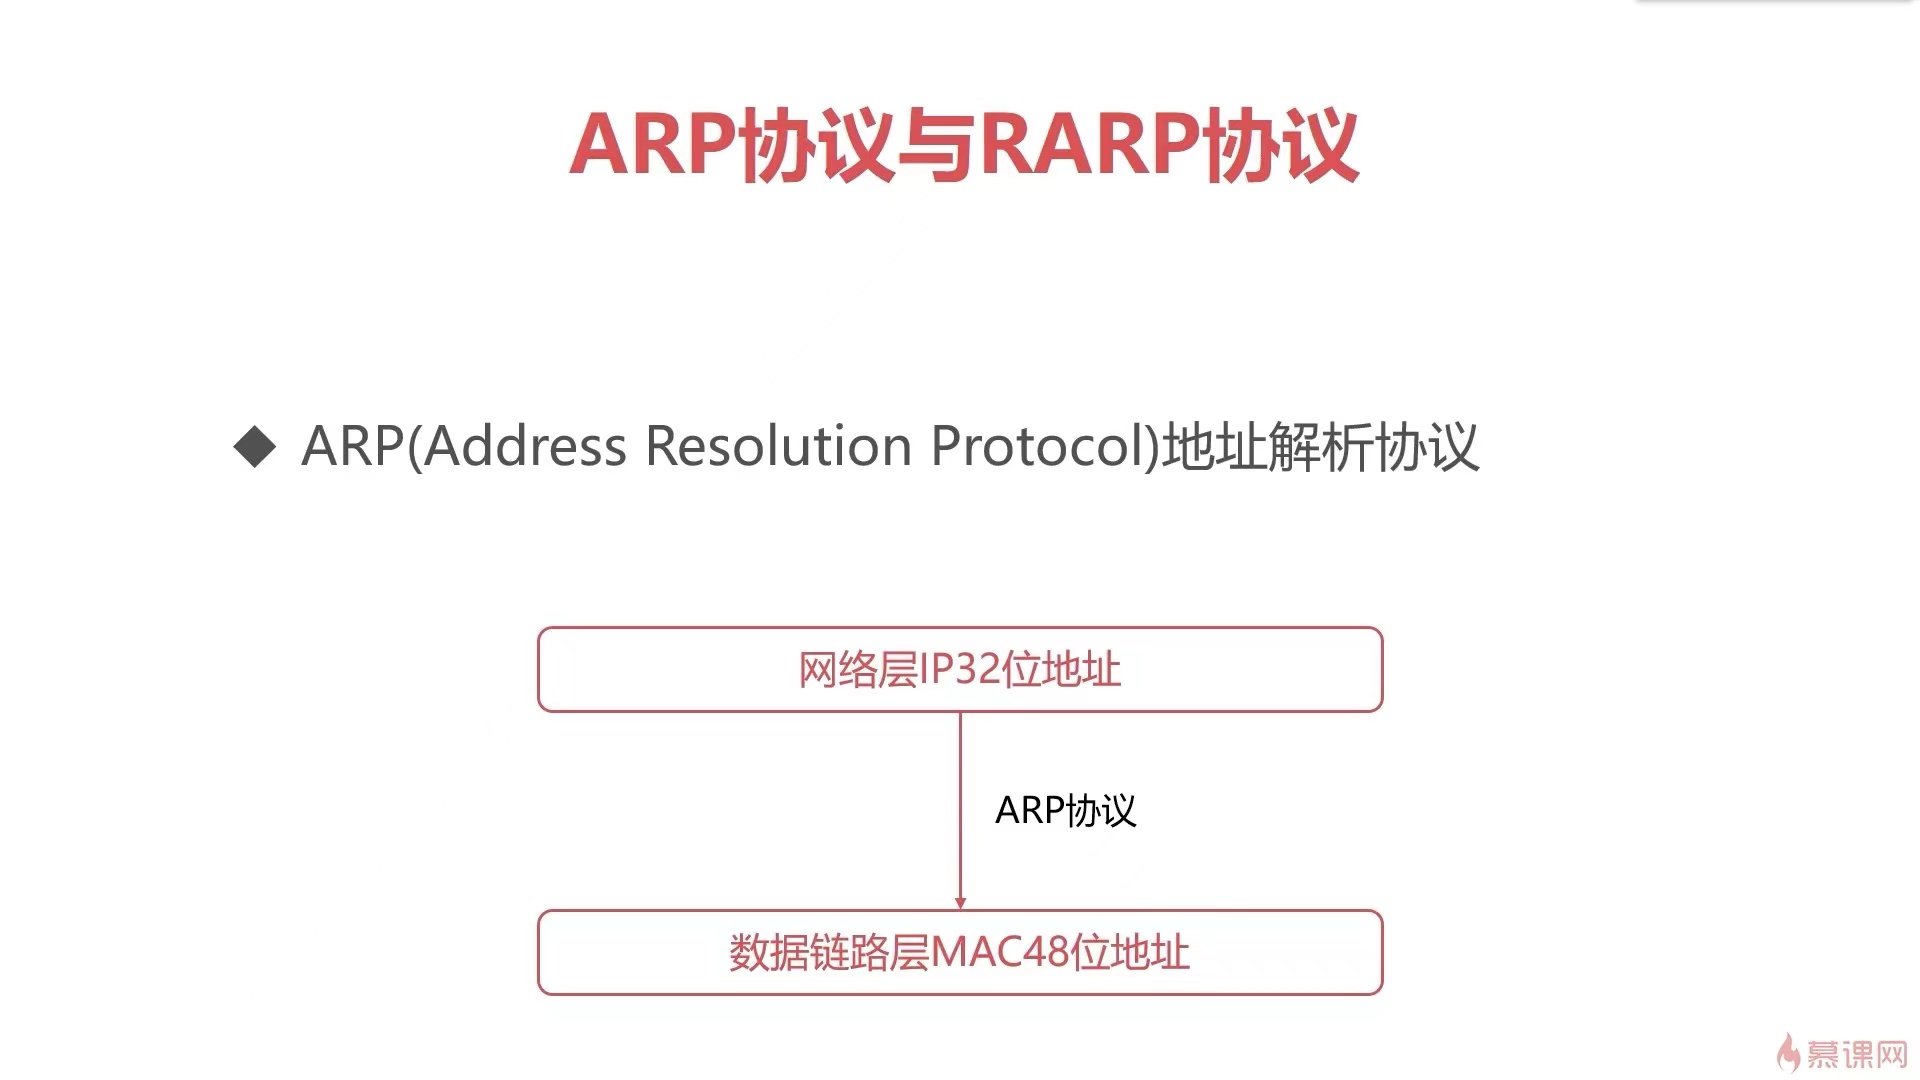 ARP协议与RARP协议
ARP(Address Resolution Protocol)地址解析协议
网络层IP32位地址
ARP协议
数据链路层MAC48位地址
慕课网